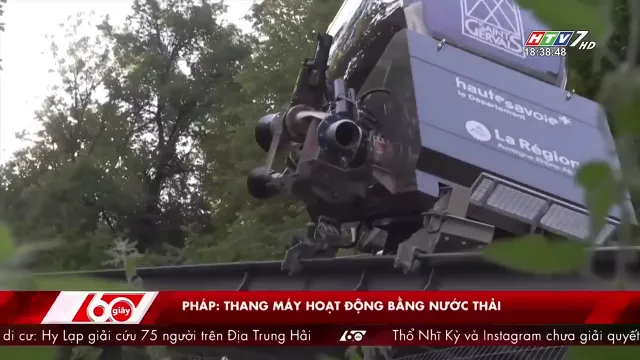 SAINT
GERVAIS
HTV7 HD
18:38:48
hautesavoie
le Département
La Région
Auvergne-Rhône-Al
60 giây
PHÁP: THANG MÁY HOẠT ĐỘNG BẰNG NƯỚC THẢI
di cư: Hy Lạp giải cứu 75 người trên Địa Trung Hải
60
Thổ Nhĩ Kỳ và Instagram chưa giải quyết